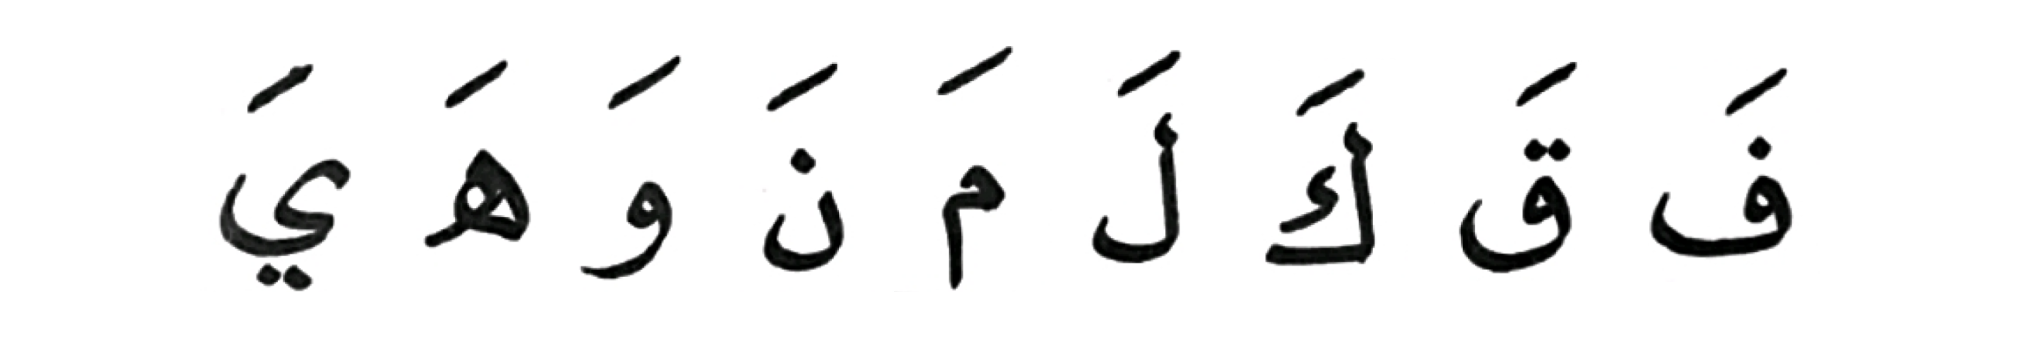 فَ قَ كَ لَ مَ نَ وَ هَ يَ